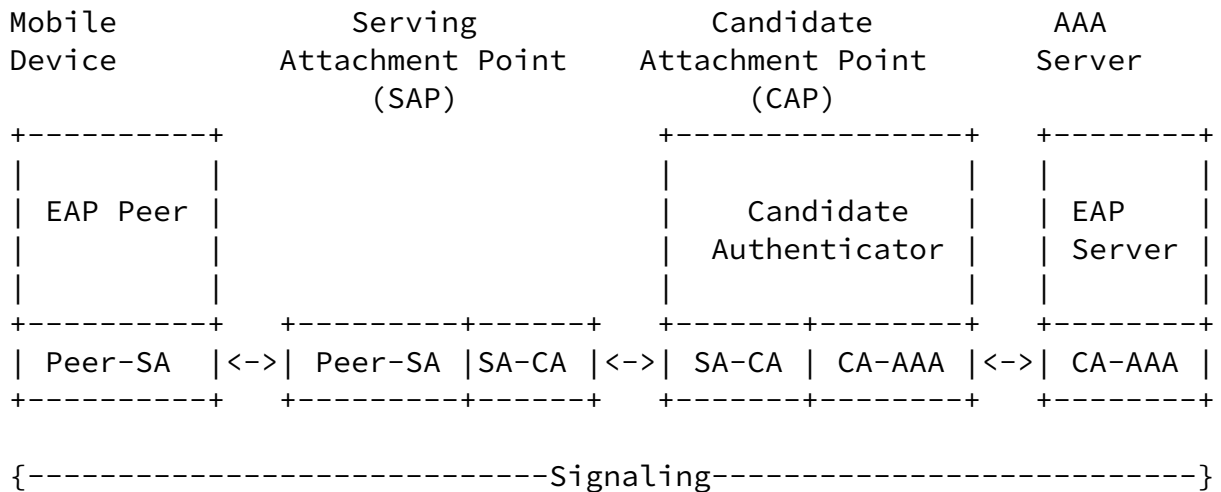 Mobile Serving Candidate AAA
Device Attachment Point Attachment Point Server
(SAP) (CAP)
+----------+ +----------------+ +--------+
| | | | | |
| EAP Peer | | Candidate | | EAP |
| | | Authenticator | | Server |
| | | | | |
+----------+ +---------+------+ +-------+--------+ +--------+
| Peer-SA |<->| Peer-SA |SA-CA |<->| SA-CA | CA-AAA |<->| CA-AAA |
+----------+ +---------+------+ +-------+--------+ +--------+
{-----------------------------Signaling---------------------------}